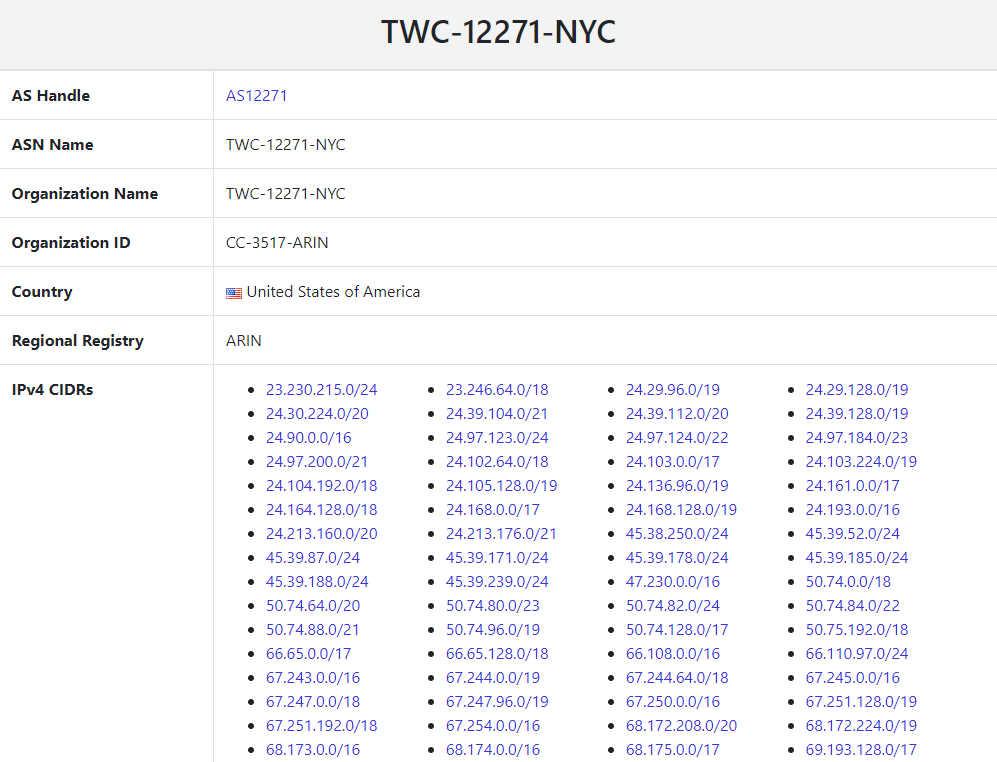 TWC-12271-NYC
AS Handle AS12271
ASN Name TWC-12271-NYC
Organization Name TWC-12271-NYC
Organization ID CC-3517-ARIN
Country United States of America
Regional Registry ARIN
IPv4 CIDRs • 23.230.215.0/24 • 23.246.64.0/18 • 24.29.96.0/19 • 24.29.128.0/19
• 24.30.224.0/20 • 24.39.104.0/21 • 24.39.112.0/20 • 24.39.128.0/19
• 24.90.0.0/16 • 24.97.123.0/24 • 24.97.124.0/22 • 24.97.184.0/23
• 24.97.200.0/21 • 24.102.64.0/18 • 24.103.0.0/17 • 24.103.224.0/19
• 24.104.192.0/18 • 24.105.128.0/19 • 24.136.96.0/19 • 24.161.0.0/17
• 24.164.128.0/18 • 24.168.0.0/17 • 24.168.128.0/19 • 24.193.0.0/16
• 24.213.160.0/20 • 24.213.176.0/21 • 45.38.250.0/24 • 45.39.52.0/24
• 45.39.87.0/24 • 45.39.171.0/24 • 45.39.178.0/24 • 45.39.185.0/24
• 45.39.188.0/24 • 45.39.239.0/24 • 47.230.0.0/16 • 50.74.0.0/18
• 50.74.64.0/20 • 50.74.80.0/23 • 50.74.82.0/24 • 50.74.84.0/22
• 50.74.88.0/21 • 50.74.96.0/19 • 50.74.128.0/17 • 50.75.192.0/18
• 66.65.0.0/17 • 66.65.128.0/18 • 66.108.0.0/16 • 66.110.97.0/24
• 67.243.0.0/16 • 67.244.0.0/19 • 67.244.64.0/18 • 67.245.0.0/16
• 67.247.0.0/18 • 67.247.96.0/19 • 67.250.0.0/16 • 67.251.128.0/19
• 67.251.192.0/18 • 67.254.0.0/16 • 68.172.208.0/20 • 68.172.224.0/19
• 68.173.0.0/16 • 68.174.0.0/16 • 68.175.0.0/17 • 69.193.128.0/17